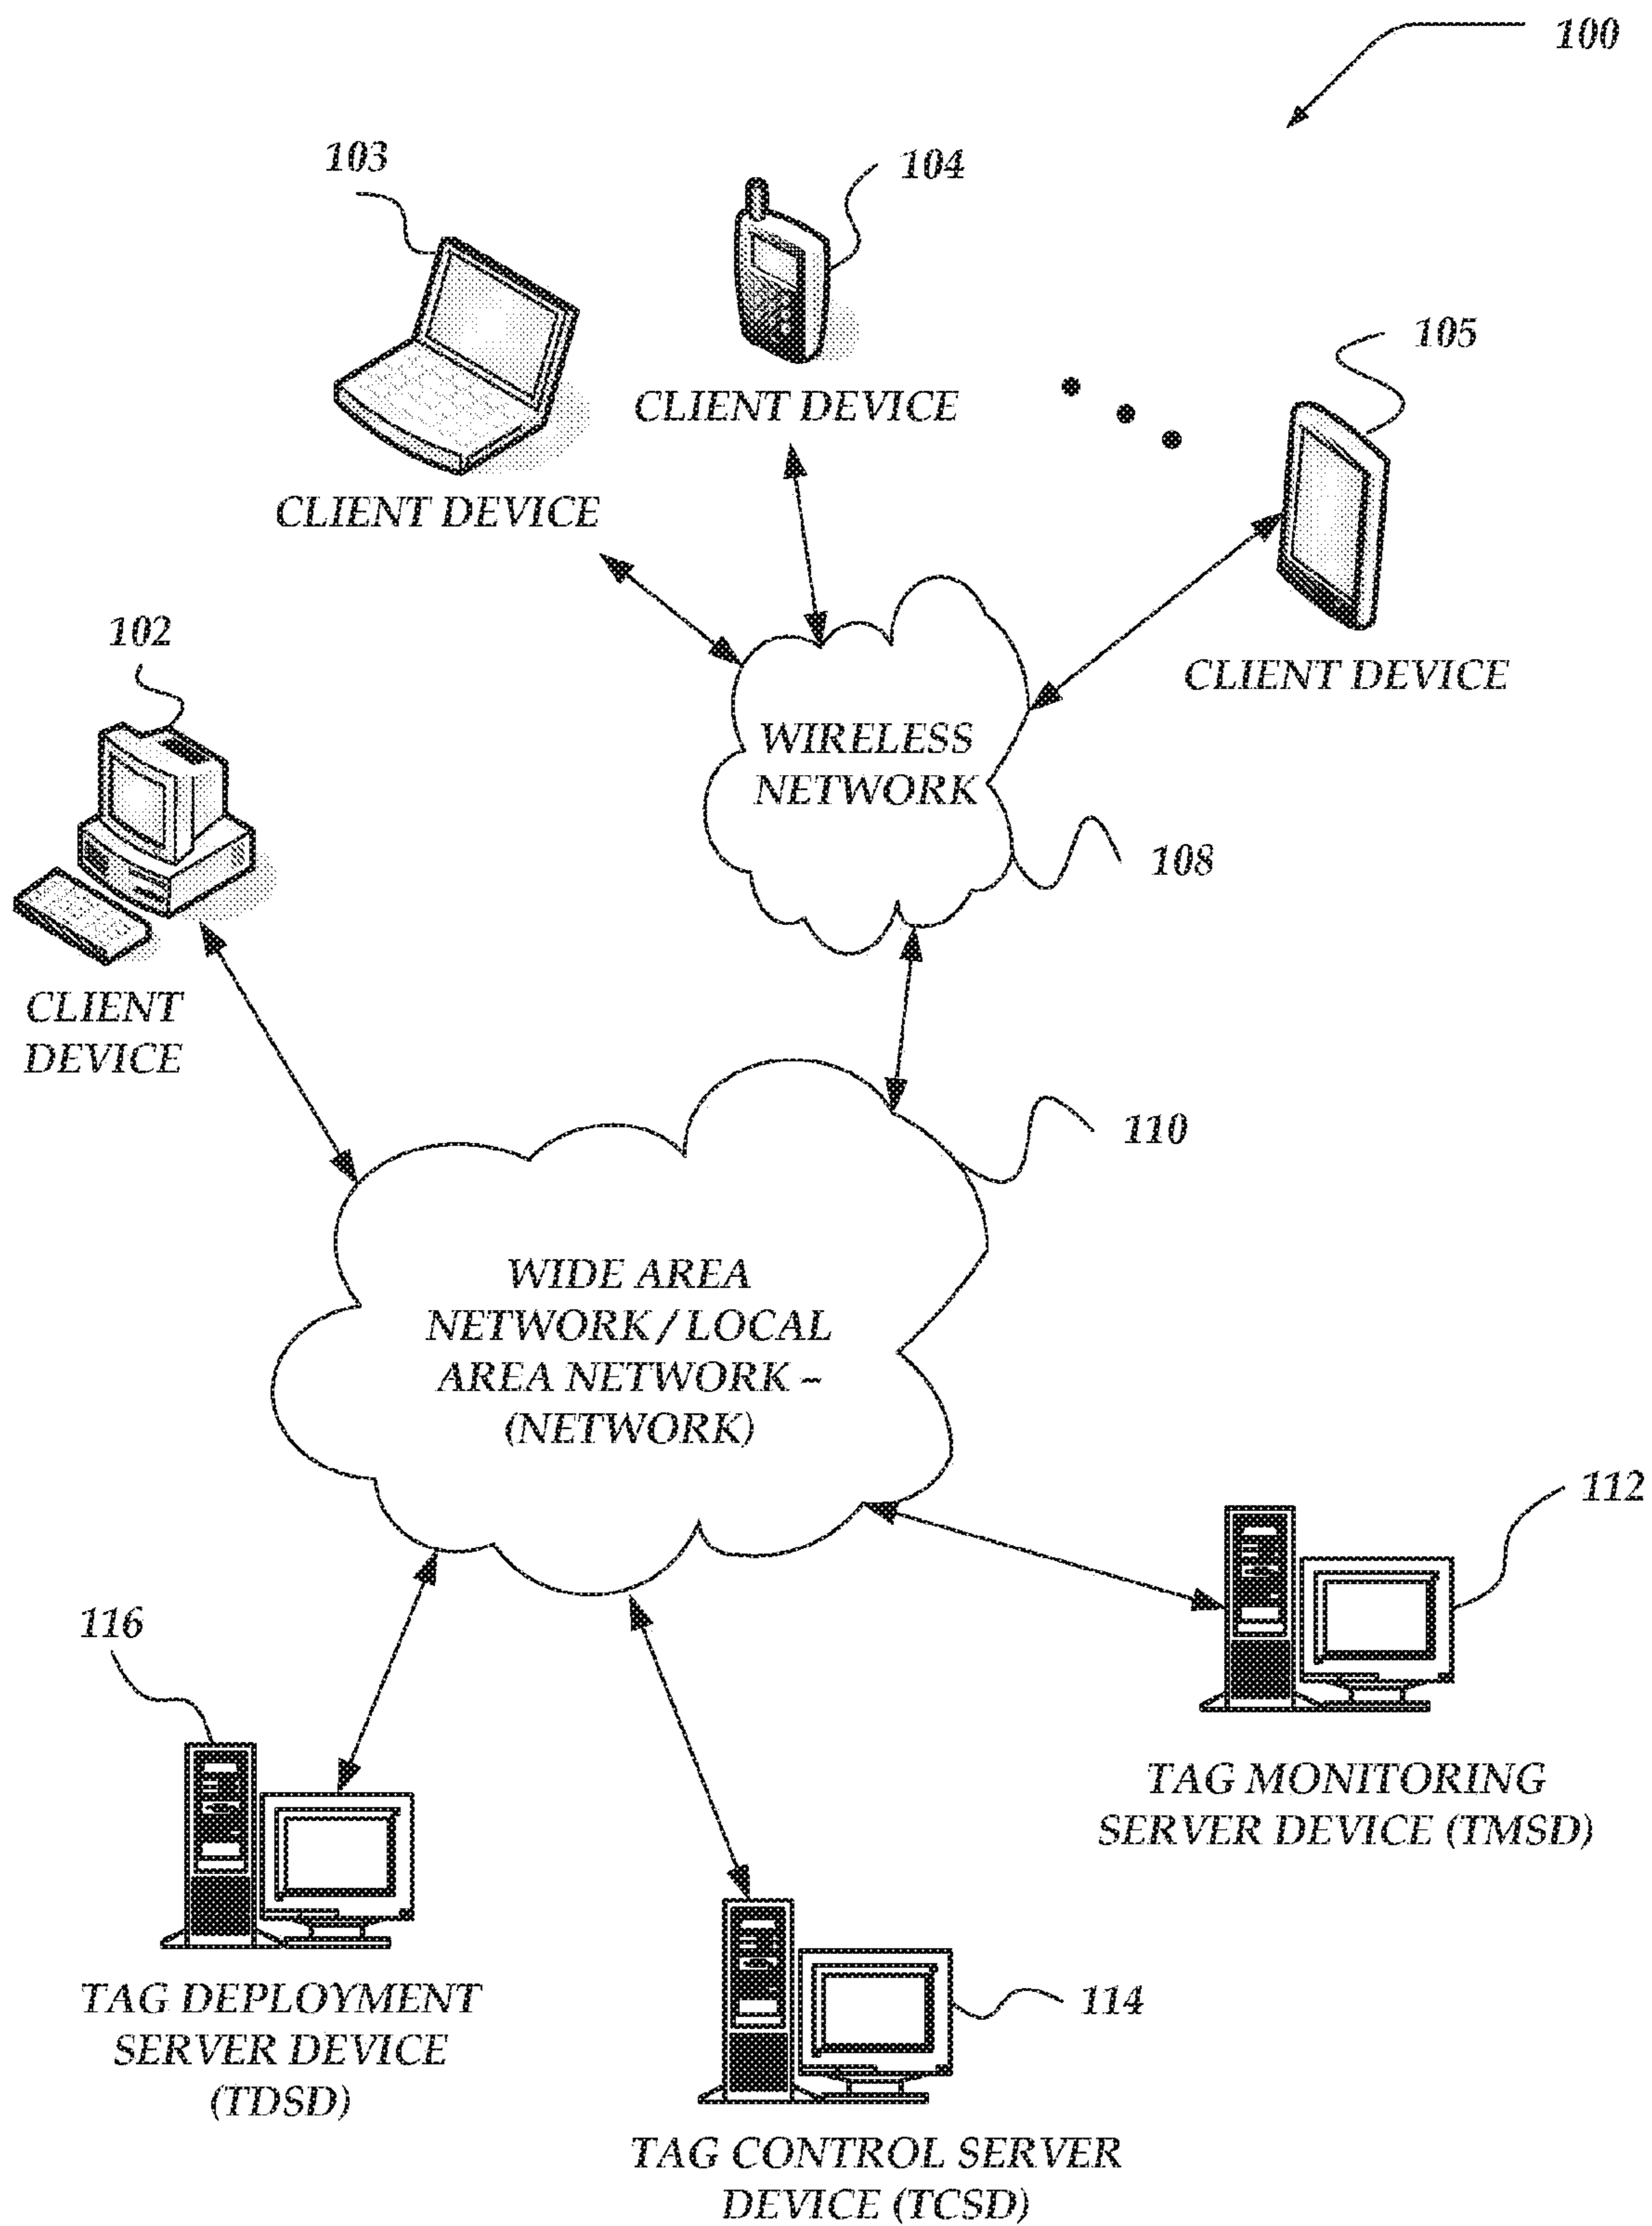 100
103
104
105
CLIENT DEVICE
CLIENT DEVICE
102
CLIENT DEVICE
WIRELESS
NETWORK
108
CLIENT
DEVICE
110
WIDE AREA
NETWORK / LOCAL
AREA NETWORK –
(NETWORK)
112
116
TAG MONITORING
SERVER DEVICE (TMSD)
TAG DEPLOYMENT
SERVER DEVICE
(TDSD)
114
TAG CONTROL SERVER
DEVICE (TCSD)